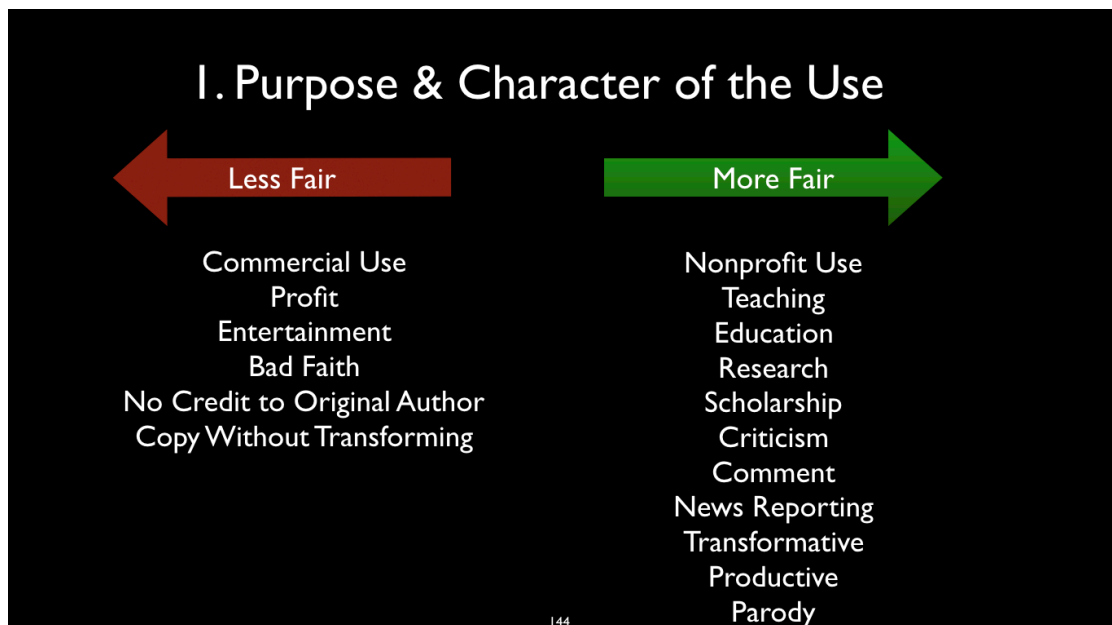 1. Purpose & Character of the Use
Less Fair
More Fair
Commercial Use
Profit
Entertainment
Bad Faith
No Credit to Original Author
Copy Without Transforming
Nonprofit Use
Teaching
Education
Research
Scholarship
Criticism
Comment
News Reporting
Transformative
Productive
Parody
144